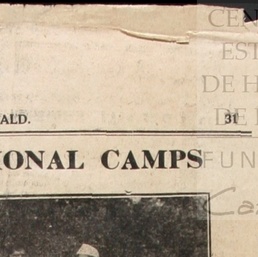 ALD. 31
IONAL CAMPS
CE
EST
DE H
DE
FUN
Ca